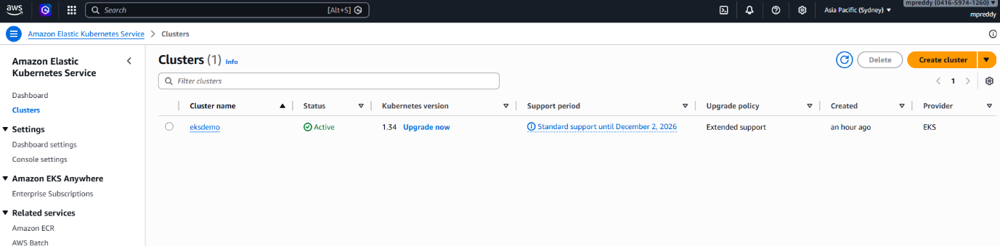 aws
Search [Alt+S]
Asia Pacific (Sydney) ▼
mpreddy (0416-5974-1260) ▼
mpreddy
Amazon Elastic Kubernetes Service > Clusters
Amazon Elastic
Kubernetes Service
Dashboard
Clusters
Settings
Dashboard settings
Console settings
Amazon EKS Anywhere
Enterprise Subscriptions
Related services
Amazon ECR
AWS Batch
Clusters (1) Info
Delete
Create cluster
Filter clusters
1
Cluster name Status Kubernetes version Support period Upgrade policy Created Provider
eksdemo Active 1.34 Upgrade now Standard support until December 2, 2026 Extended support an hour ago EKS